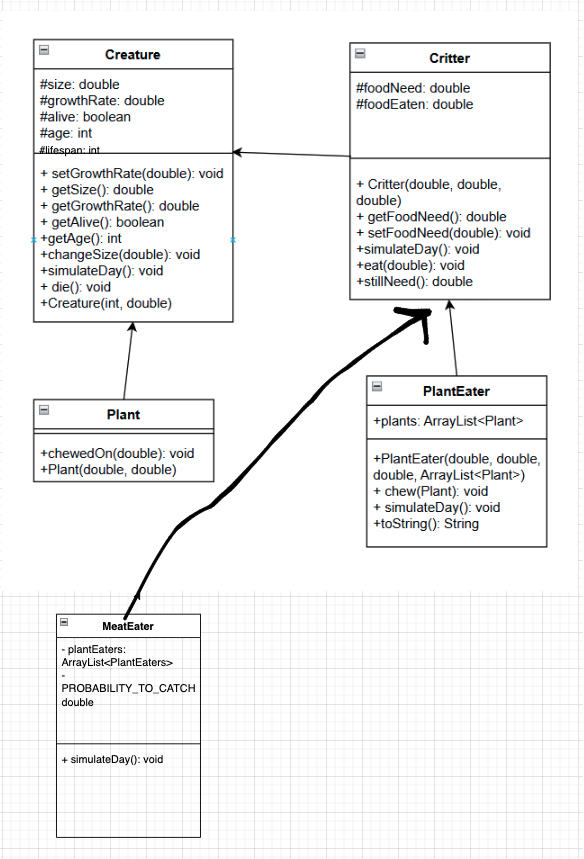 Creature
#size: double
#growthRate: double
#alive: boolean
#age: int
#lifespan: int
+ setGrowthRate(double): void
+ getSize(): double
+ getGrowthRate(): double
+ getAlive(): boolean
+getAge(): int
+changeSize(double): void
+simulateDay(): void
+ die(): void
+Creature(int, double)
Critter
#foodNeed: double
#foodEaten: double
+ Critter(double, double,
double)
+ getFoodNeed(): double
+ setFoodNeed(double): void
+simulateDay(): void
+eat(double): void
+stillNeed(): double
Plant
+chewedOn(double): void
+Plant(double, double)
PlantEater
+plants: ArrayList<Plant>
+PlantEater(double, double,
double, ArrayList<Plant>)
+ chew(Plant): void
+ simulateDay(): void
+toString(): String
MeatEater
- plantEaters:
ArrayList<PlantEaters>
-
PROBABILITY_TO_CATCH
double
+ simulateDay(): void